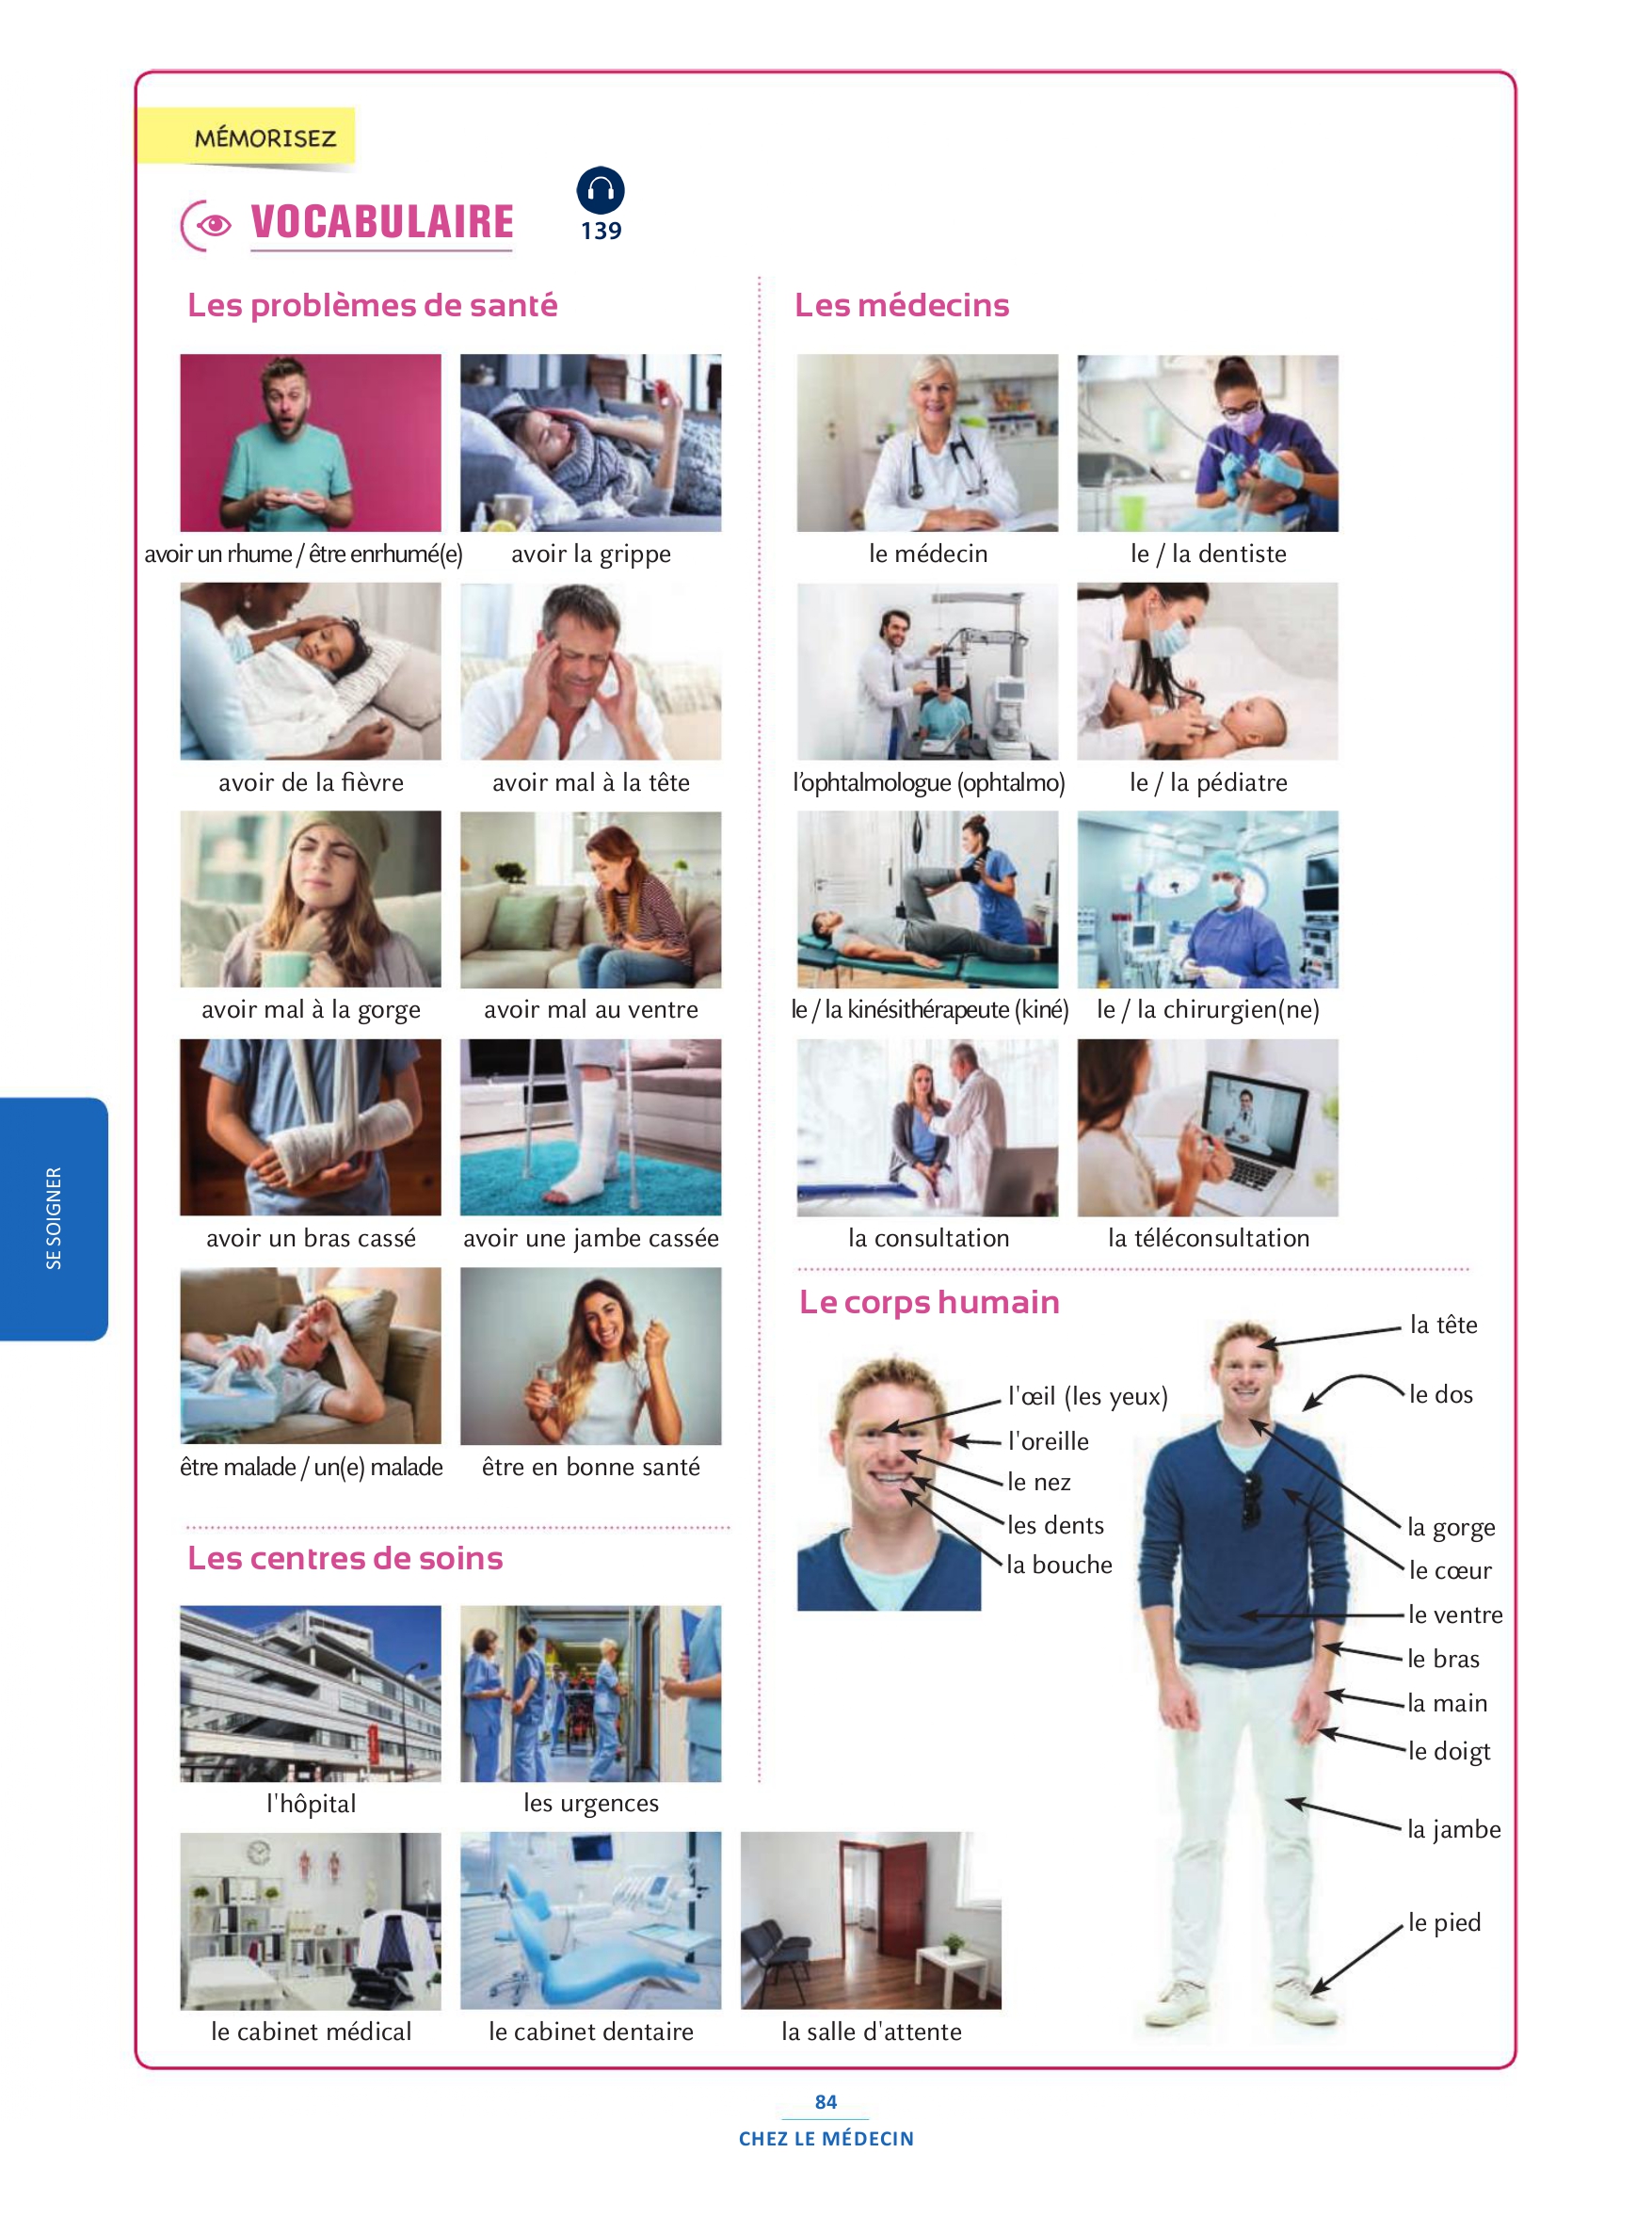 MÉMORISEZ
VOCABULAIRE
139
Les problèmes de santé
avoir un rhume / être enrhumé(e)
avoir la grippe
avoir de la fièvre
avoir mal à la tête
avoir mal à la gorge
avoir mal au ventre
avoir un bras cassé
avoir une jambe cassée
être malade / un(e) malade
être en bonne santé
Les centres de soins
l'hôpital
les urgences
le cabinet médical
le cabinet dentaire
la salle d'attente
Les médecins
le médecin
le / la dentiste
l'ophtalmologue (ophtalmo)
le / la pédiatre
le / la kinésithérapeute (kiné)
le / la chirurgien(ne)
la consultation
la téléconsultation
Le corps humain
l'œil (les yeux)
l'oreille
le nez
les dents
la bouche
la tête
le dos
la gorge
le cœur
le ventre
le bras
la main
le doigt
la jambe
le pied
SE SOIGNER
84
CHEZ LE MÉDECIN